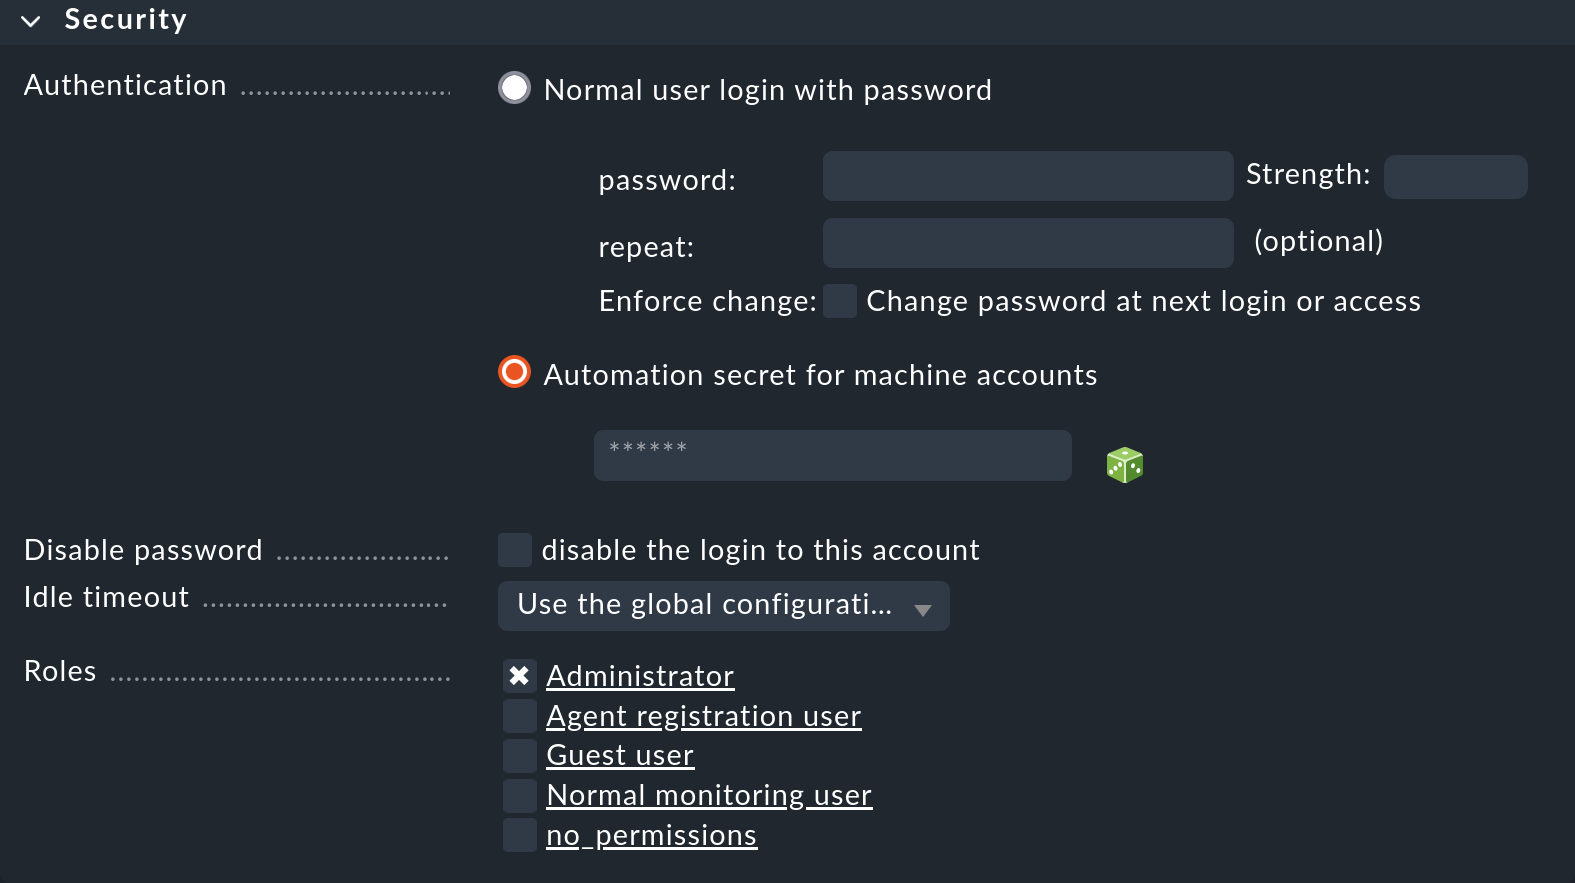 Security
Authentication ........................... Normal user login with password
password: Strength:
repeat: (optional)
Enforce change: Change password at next login or access
Automation secret for machine accounts
******
Disable password ...................... disable the login to this account
Idle timeout ............................... Use the global configurati...
Roles ........................................... Administrator
Agent registration user
Guest user
Normal monitoring user
no_permissions